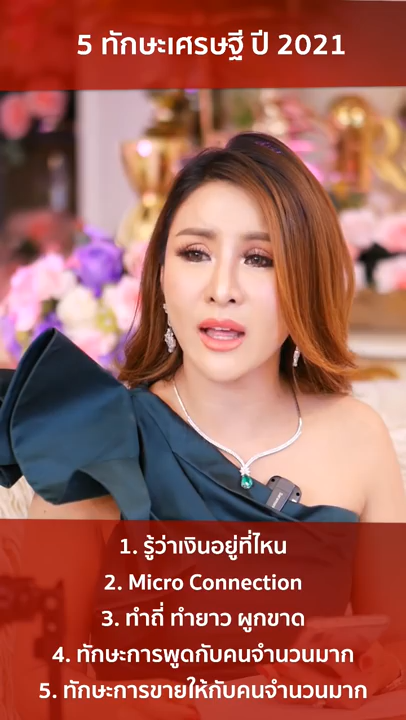 5 ทักษะเศรษฐี ปี 2021
1. รู้ว่าเงินอยู่ที่ไหน
2. Micro Connection
3. ทำถี่ ทำยาว ผูกขาด
4. ทักษะการพูดกับคนจำนวนมาก
5. ทักษะการขายให้กับคนจำนวนมาก